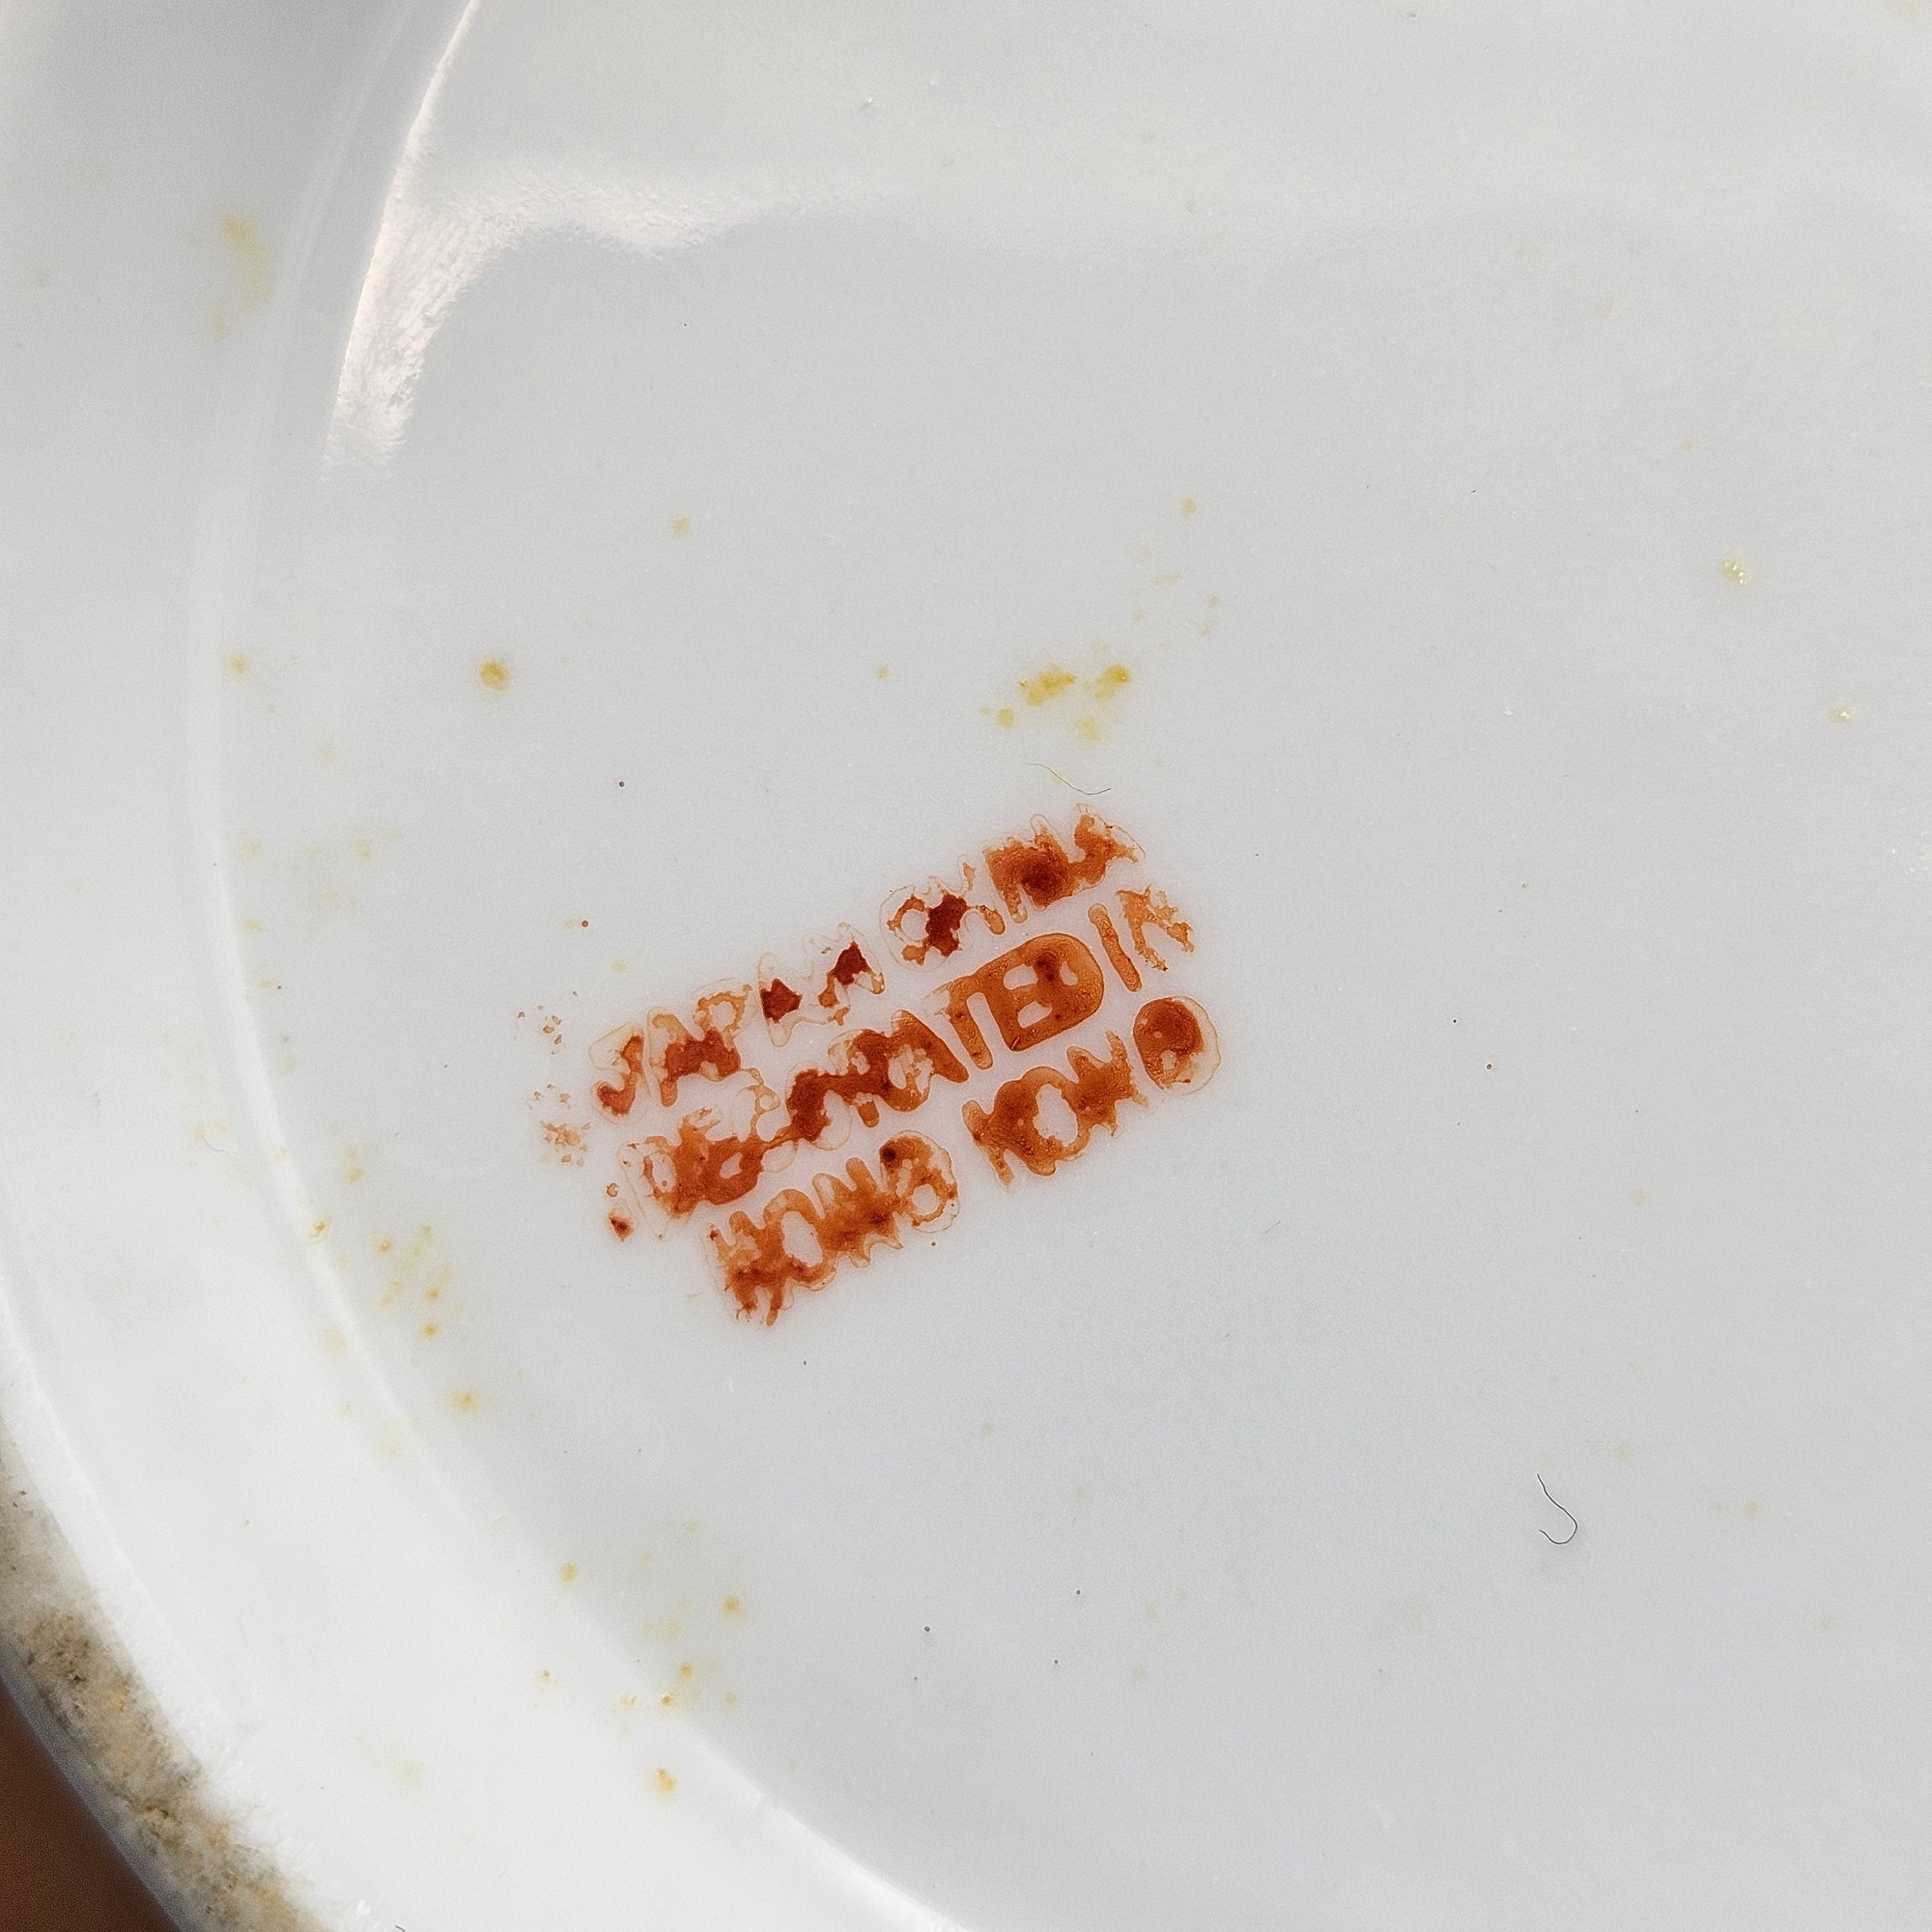 JAPAN CHINA
DECORATED IN
HONG KONG